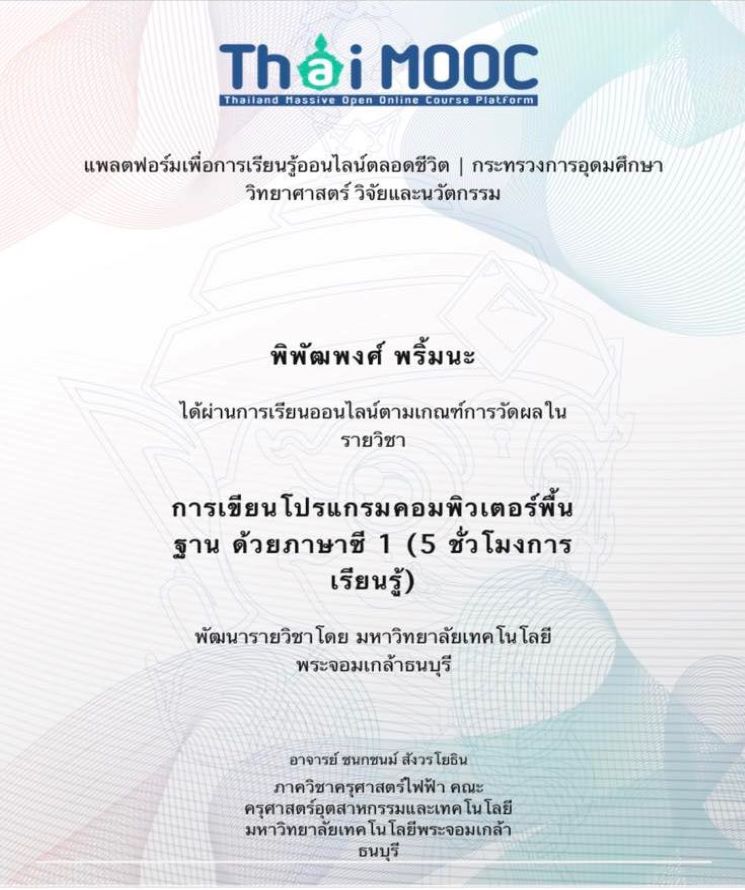 Thai MOOC
Thailand Massive Open Online Course Platform
แพลตฟอร์มเพื่อการเรียนรู้ออนไลน์ตลอดชีวิต | กระทรวงการอุดมศึกษา
วิทยาศาสตร์ วิจัยและนวัตกรรม
พิพัฒพงศ์ พริ้มนะ
ได้ผ่านการเรียนออนไลน์ตามเกณฑ์การวัดผลใน
รายวิชา
การเขียนโปรแกรมคอมพิวเตอร์พื้น
ฐาน ด้วยภาษาซี 1 (5 ชั่วโมงการ
เรียนรู้)
พัฒนารายวิชาโดย มหาวิทยาลัยเทคโนโลยี
พระจอมเกล้าธนบุรี
อาจารย์ ชนกชนม์ สังวรโยธิน
ภาควิชาครุศาสตร์ไฟฟ้า คณะ
ครุศาสตร์อุตสาหกรรมและเทคโนโลยี
มหาวิทยาลัยเทคโนโลยีพระจอมเกล้า
ธนบุรี